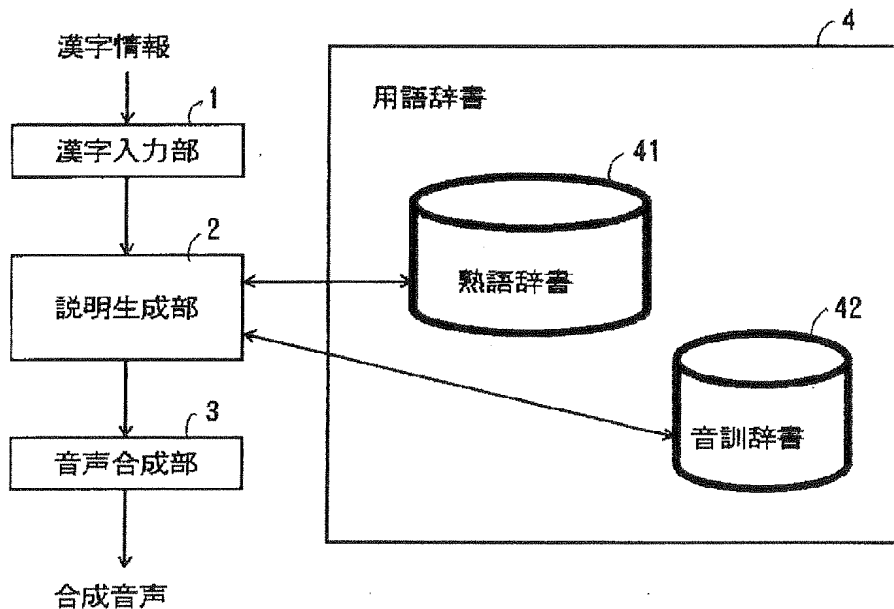 漢字情報
1
漢字入力部
2
説明生成部
3
音声合成部
合成音声
4
用語辞書
41
熟語辞書
42
音訓辞書